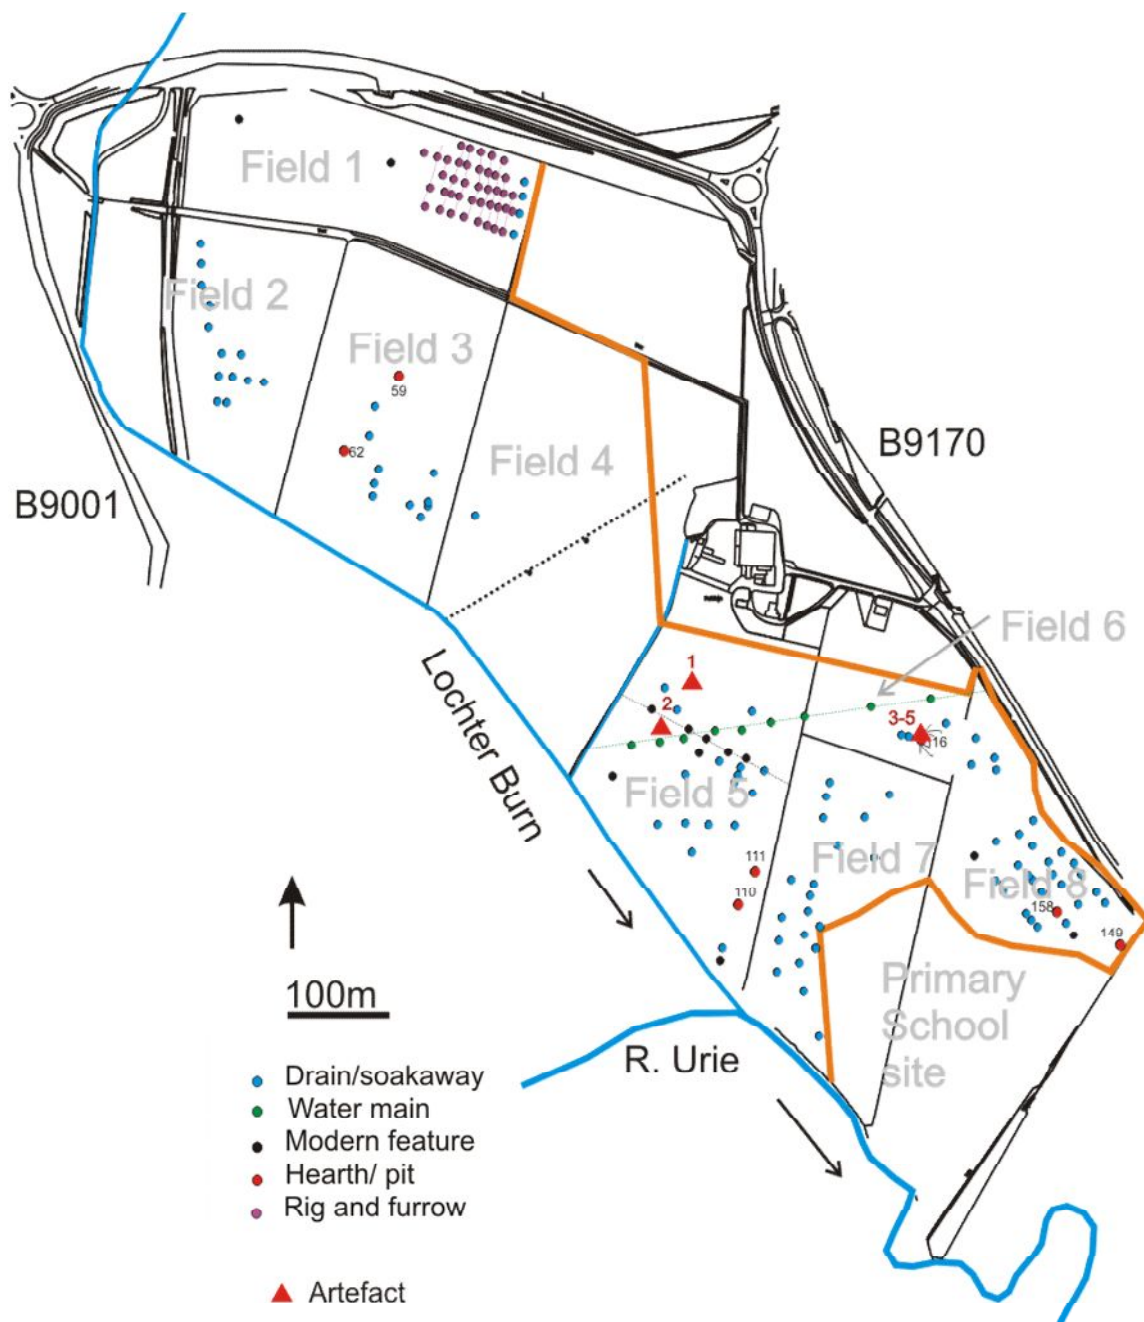 Field 1
Field 2
Field 3
59
62
Field 4
B9170
B9001
Field 6
1
2
3-5
116
Lochter Burn
Field 5
111
110
Field 7
Field 8
158
149
100m
Primary
School
site
R. Urie
Drain/soakaway
Water main
Modern feature
Hearth/ pit
Rig and furrow
Artefact